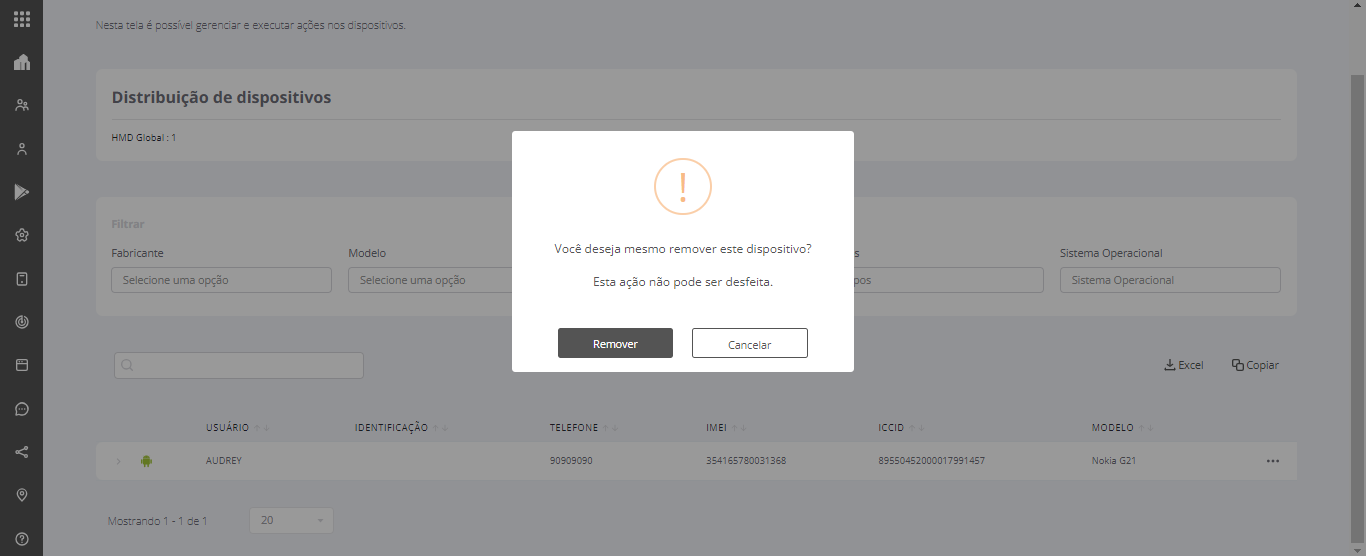 Nesta tela é possível gerenciar e executar ações nos dispositivos.
Distribuição de dispositivos
HMD Global : 1
!
Você deseja mesmo remover este dispositivo?
Esta ação não pode ser desfeita.
Remover
Cancelar
Filtrar
Fabricante
Modelo
s
Sistema Operacional
Selecione uma opção
Selecione uma opção
pos
Sistema Operacional
Excel
Copiar
USUÁRIO
IDENTIFICAÇÃO
TELEFONE
IMEI
ICCID
MODELO
AUDREY
90909090
354165780031368
89550452000017991457
Nokia G21
Mostrando 1 - 1 de 1
20